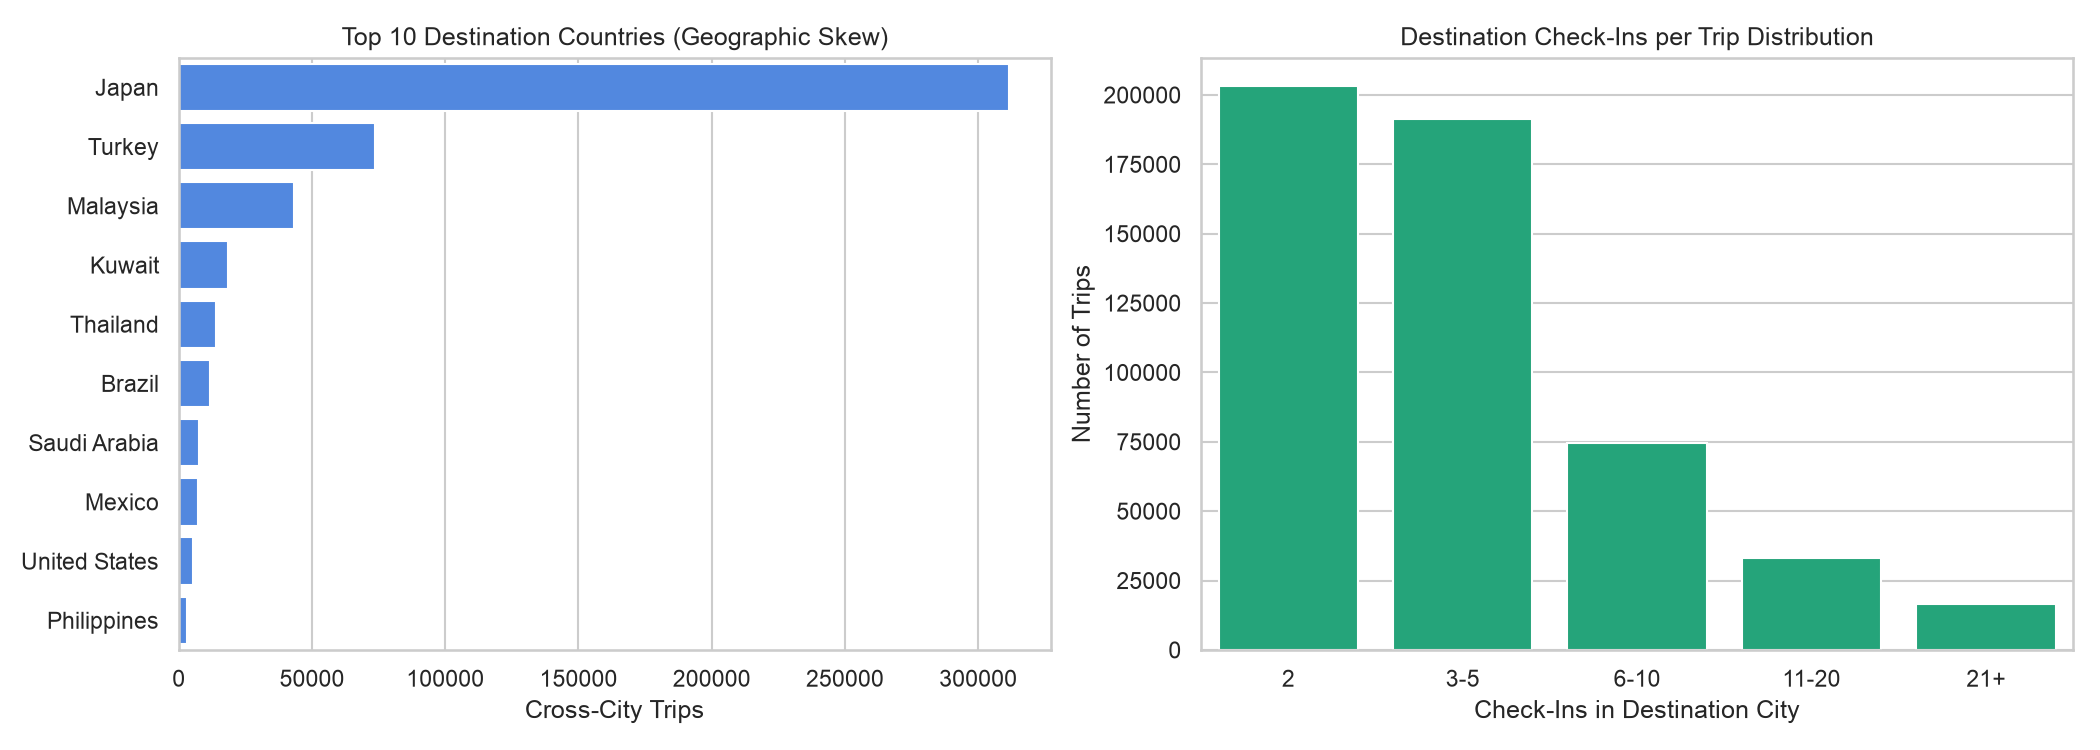 Top 10 Destination Countries (Geographic Skew)
Japan
Turkey
Malaysia
Kuwait
Thailand
Brazil
Saudi Arabia
Mexico
United States
Philippines
0 50000 100000 150000 200000 250000 300000
Cross-City Trips
Destination Check-Ins per Trip Distribution
Number of Trips
200000
175000
150000
125000
100000
75000
50000
25000
0
2 3-5 6-10 11-20 21+
Check-Ins in Destination City